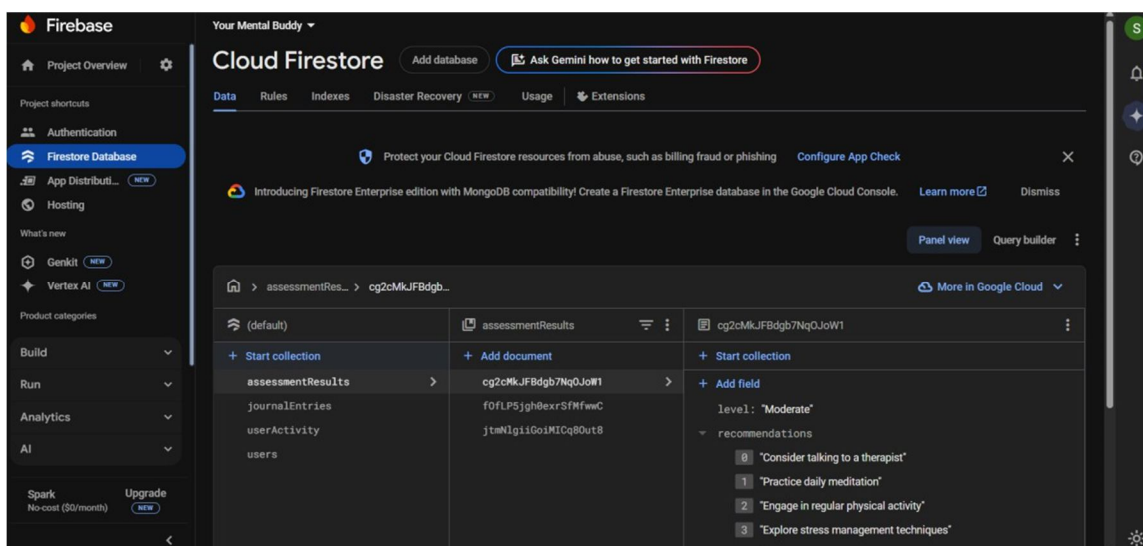 Firebase
Project Overview
Project shortcuts
Authentication
Firestore Database
App Distributi... NEW
Hosting
What's new
Genkit NEW
Vertex AI NEW
Product categories
Build
Run
Analytics
AI
Spark
No-cost ($0/month)
Upgrade
NEW
Your Mental Buddy
Cloud Firestore
Add database
Ask Gemini how to get started with Firestore
Data Rules Indexes Disaster Recovery NEW Usage Extensions
Protect your Cloud Firestore resources from abuse, such as billing fraud or phishing Configure App Check
Introducing Firestore Enterprise edition with MongoDB compatibility! Create a Firestore Enterprise database in the Google Cloud Console. Learn more Dismiss
Panel view Query builder
> assessmentRes... > cg2cMkJFBdgb...
More in Google Cloud
(default)
+ Start collection
assessmentResults
journalEntries
userActivity
users
assessmentResults
+ Add document
cg2cMkJFBdgb7NqOJoW1
fOfLP5jgh0exrSfMfwwC
jtmNlgiiGoiMICq8Out8
cg2cMkJFBdgb7NqOJoW1
+ Start collection
+ Add field
level: "Moderate"
recommendations
0 "Consider talking to a therapist"
1 "Practice daily meditation"
2 "Engage in regular physical activity"
3 "Explore stress management techniques"
S